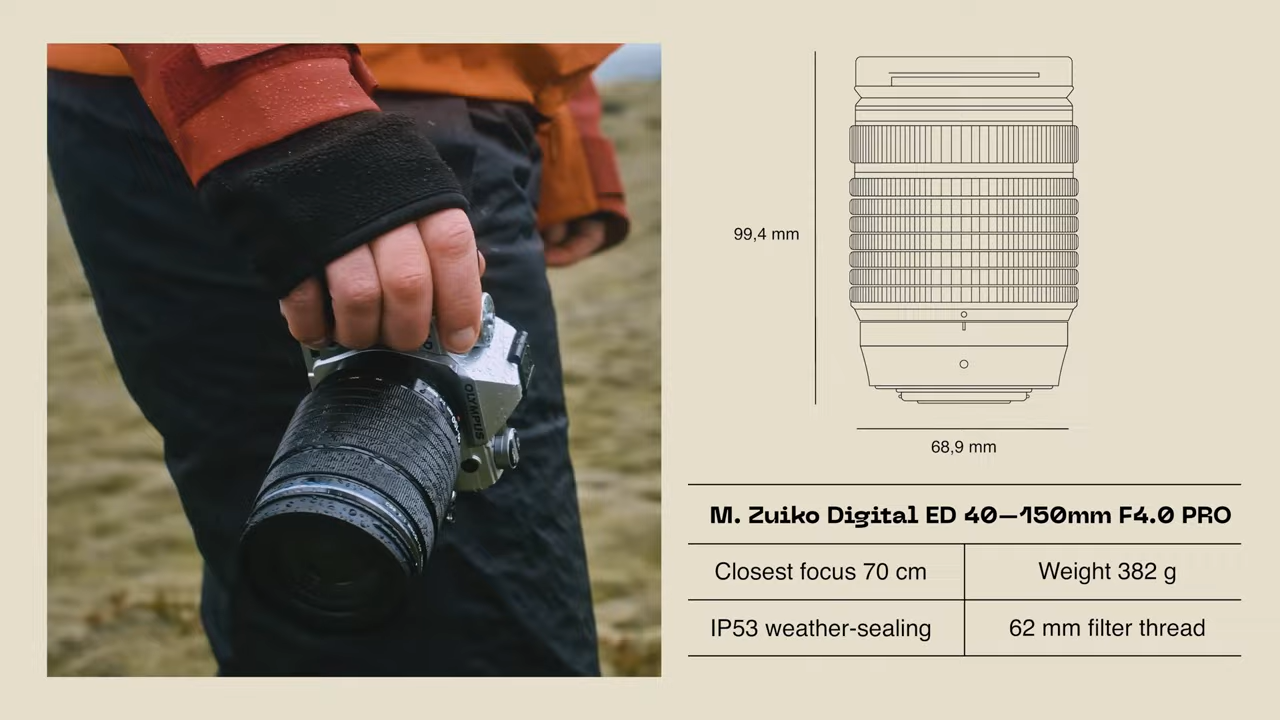 OLYMPUS
99,4 mm
68,9 mm
M. Zuiko Digital ED 40—150mm F4.0 PRO
Closest focus 70 cm
Weight 382 g
IP53 weather-sealing
62 mm filter thread